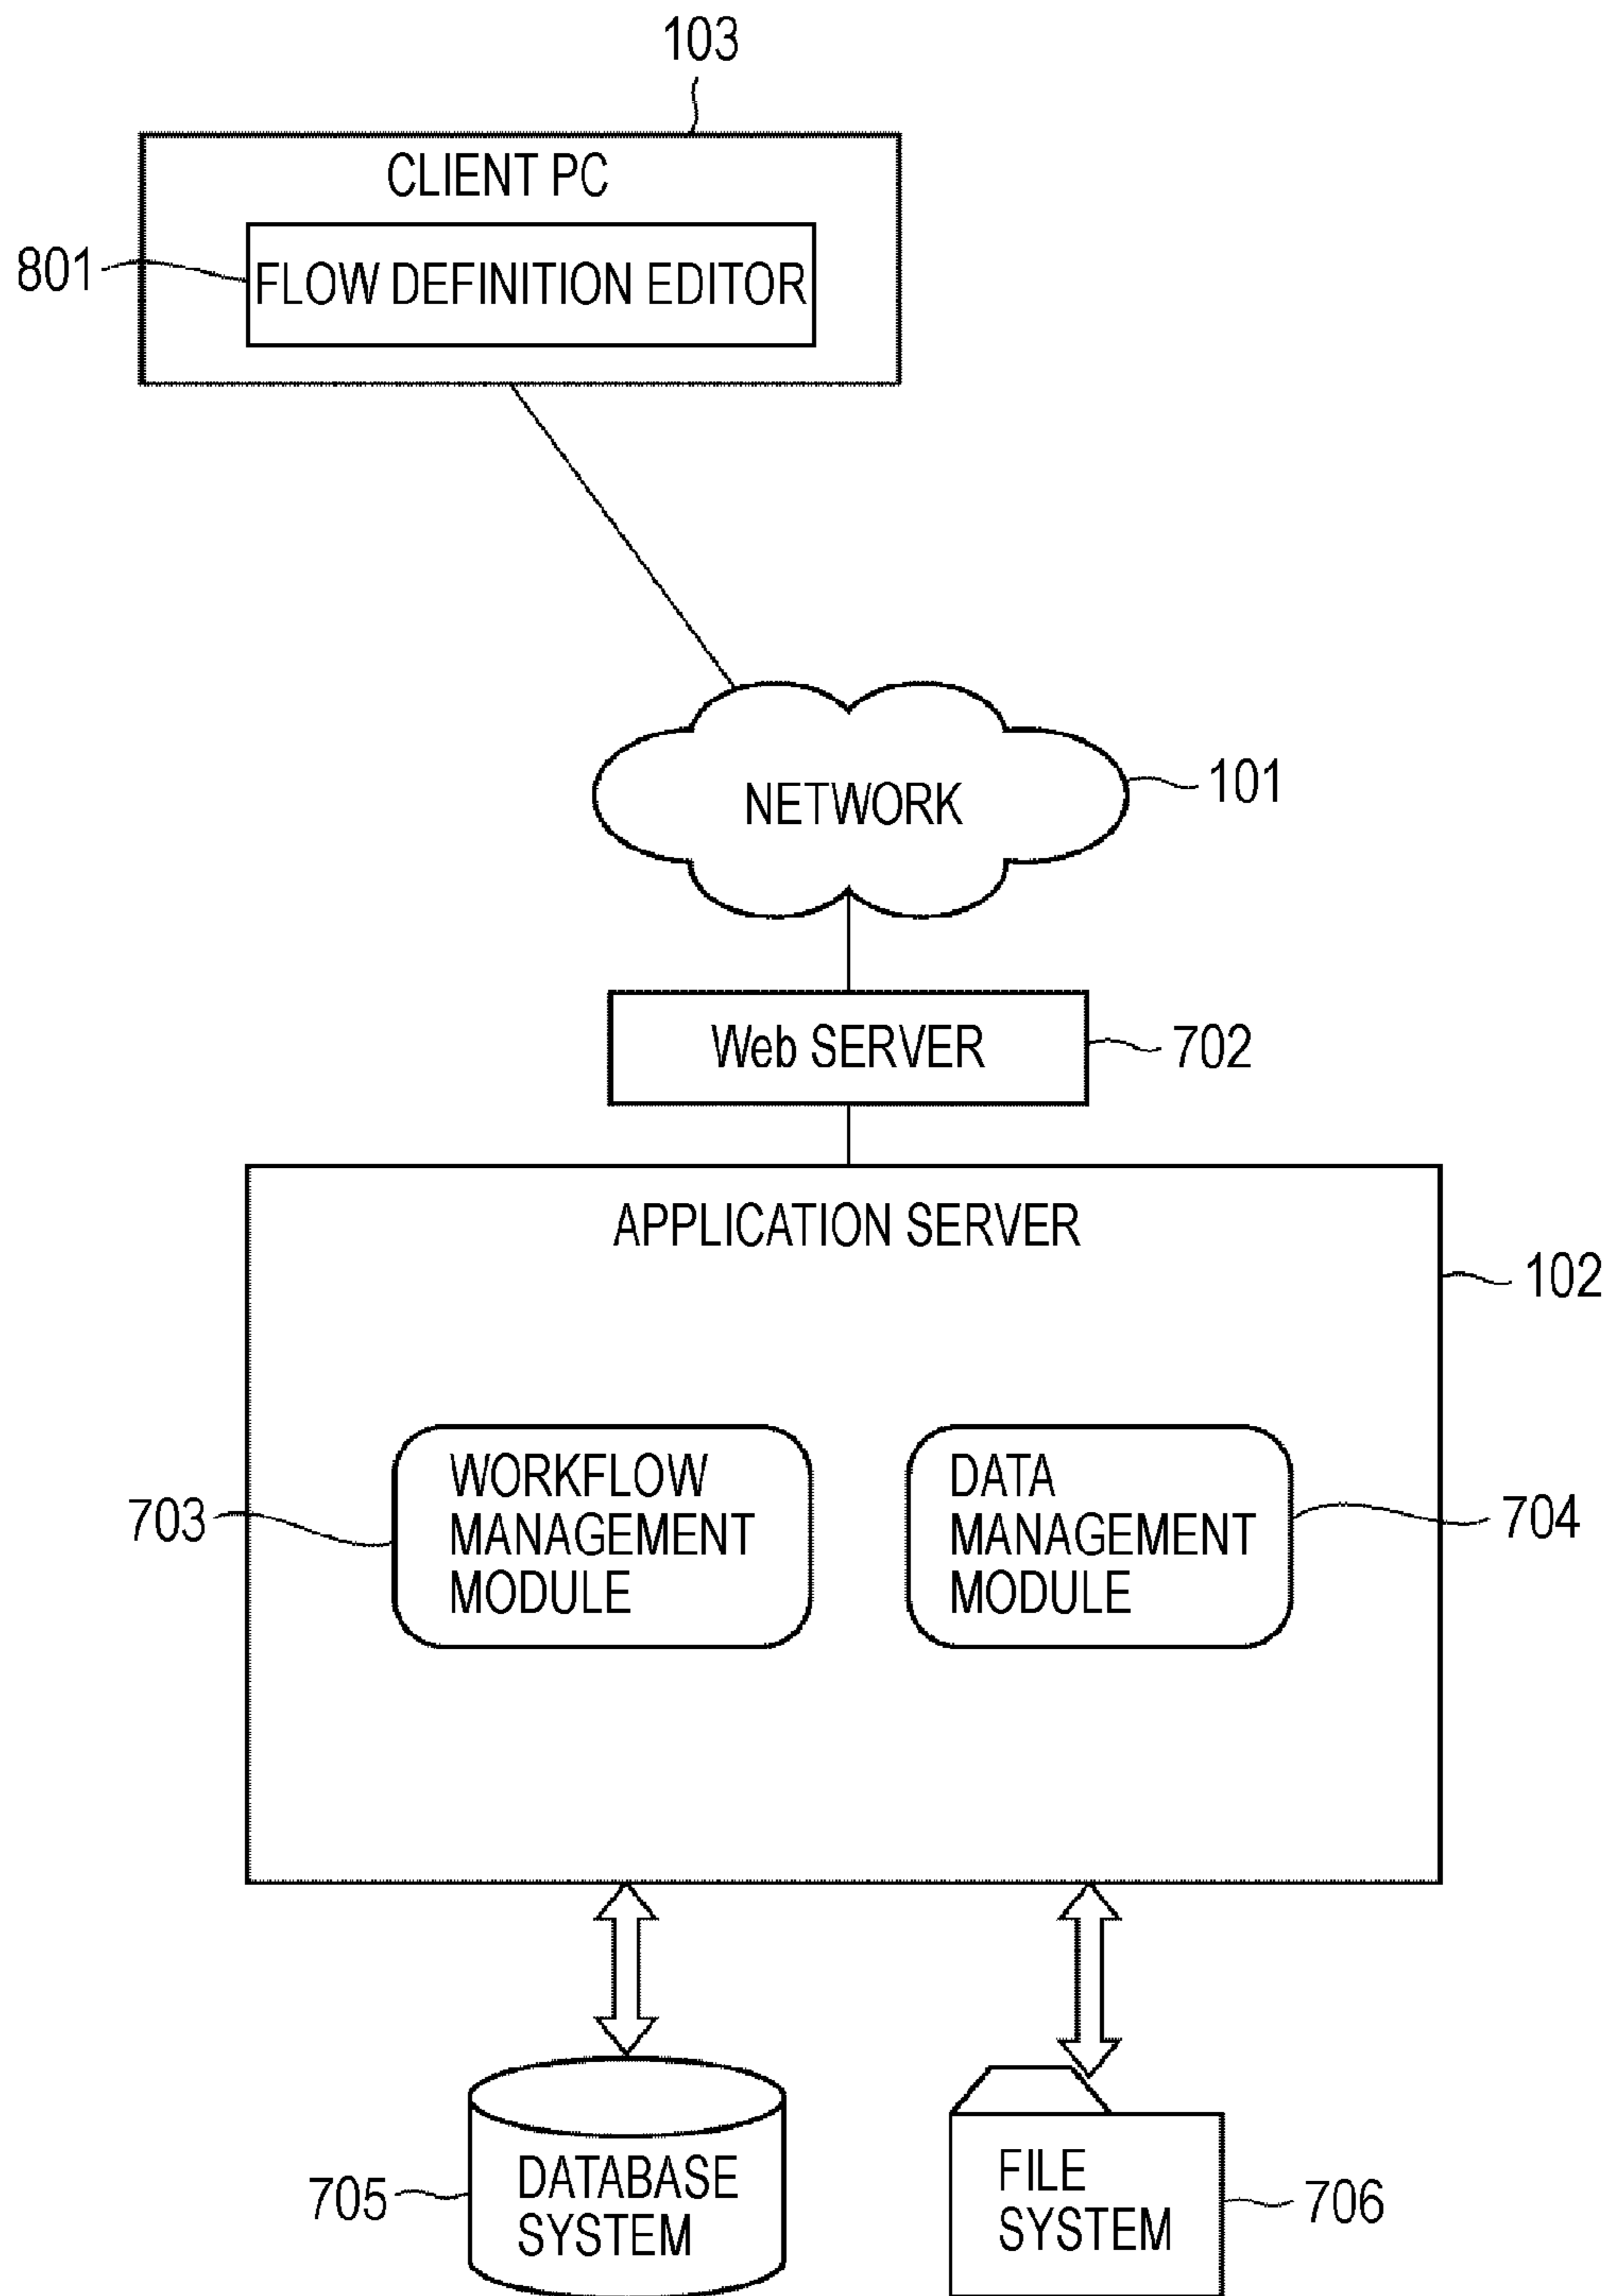 103
CLIENT PC
801
FLOW DEFINITION EDITOR
NETWORK
101
Web SERVER
702
APPLICATION SERVER
102
WORKFLOW
MANAGEMENT
MODULE
703
DATA
MANAGEMENT
MODULE
704
DATABASE
SYSTEM
705
FILE
SYSTEM
706